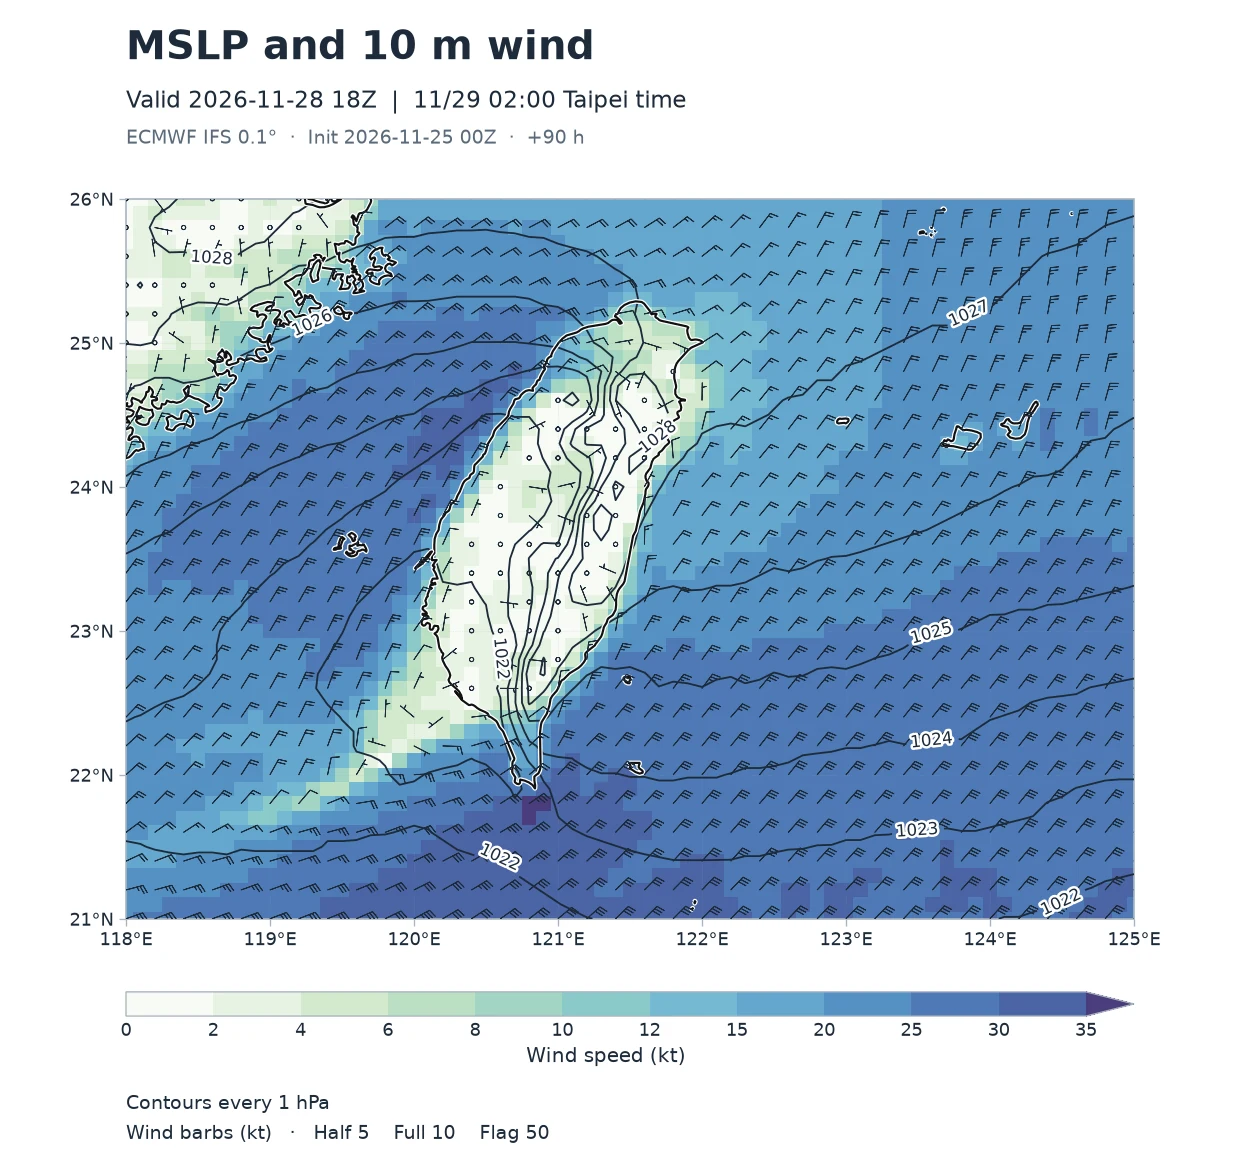 MSLP and 10 m wind
Valid 2026-11-28 18Z | 11/29 02:00 Taipei time
ECMWF IFS 0.1° · Init 2026-11-25 00Z · +90 h
26°N
25°N
24°N
23°N
22°N
21°N
1028
1026
1027
1028
1025
1022
1024
1023
1022
1022
118°E 119°E 120°E 121°E 122°E 123°E 124°E 125°E
0 2 4 6 8 10 12 15 20 25 30 35
Wind speed (kt)
Contours every 1 hPa
Wind barbs (kt) · Half 5 Full 10 Flag 50